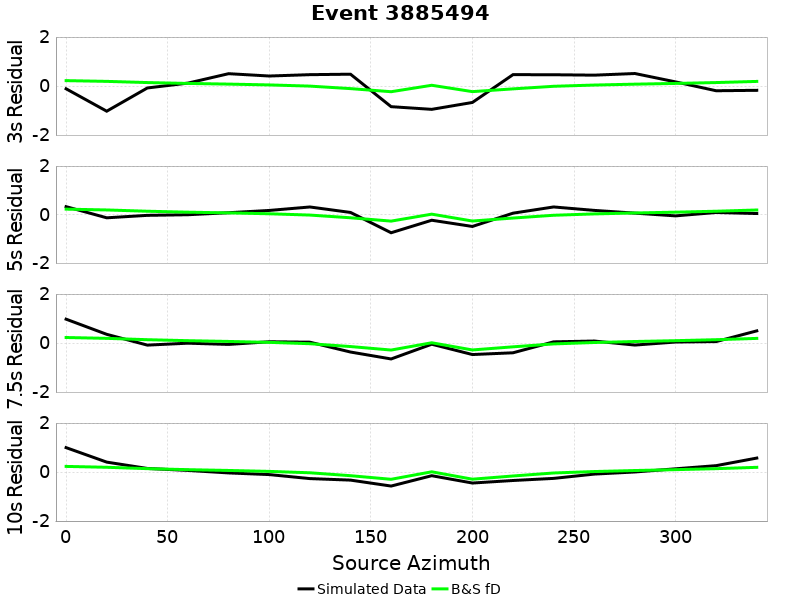 Event 3885494
3s Residual
2
0
-2
5s Residual
2
0
-2
7.5s Residual
2
0
-2
10s Residual
2
0
-2
0 50 100 150 200 250 300
Source Azimuth
Simulated Data B&S fD